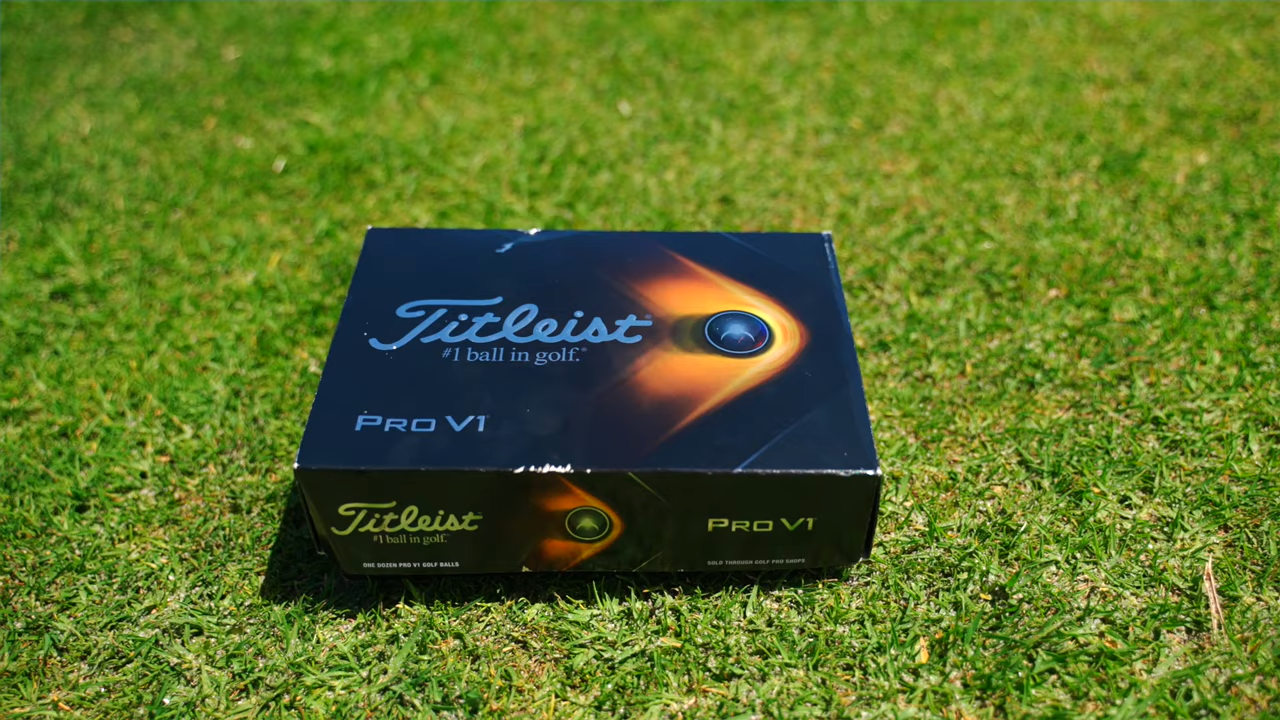 Titleist®
#1 ball in golf.®
PRO V1
Titleist
#1 ball in golf.
PRO V1
ONE DOZEN PRO V1 GOLF BALLS
SOLD THROUGH GOLF PRO SHOPS